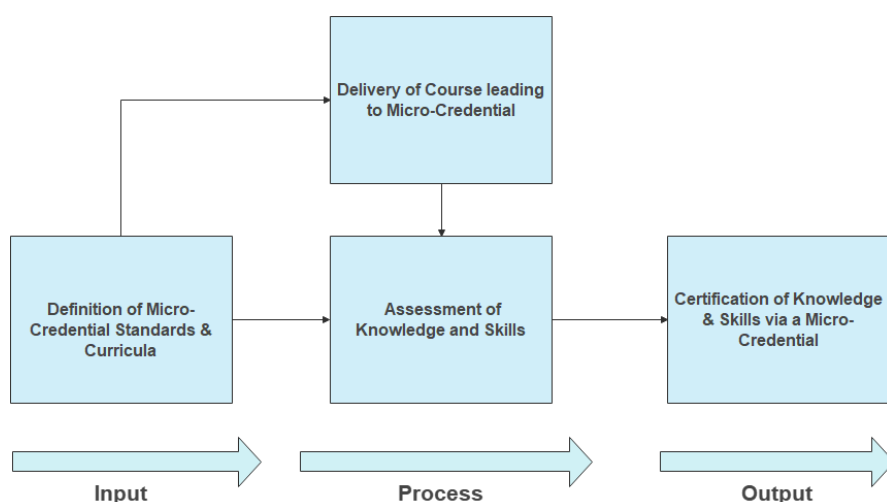 Delivery of Course leading
to Micro-Credential
Definition of Micro-
Credential Standards &
Curricula
Assessment of
Knowledge and Skills
Certification of Knowledge
& Skills via a Micro-
Credential
Input
Process
Output